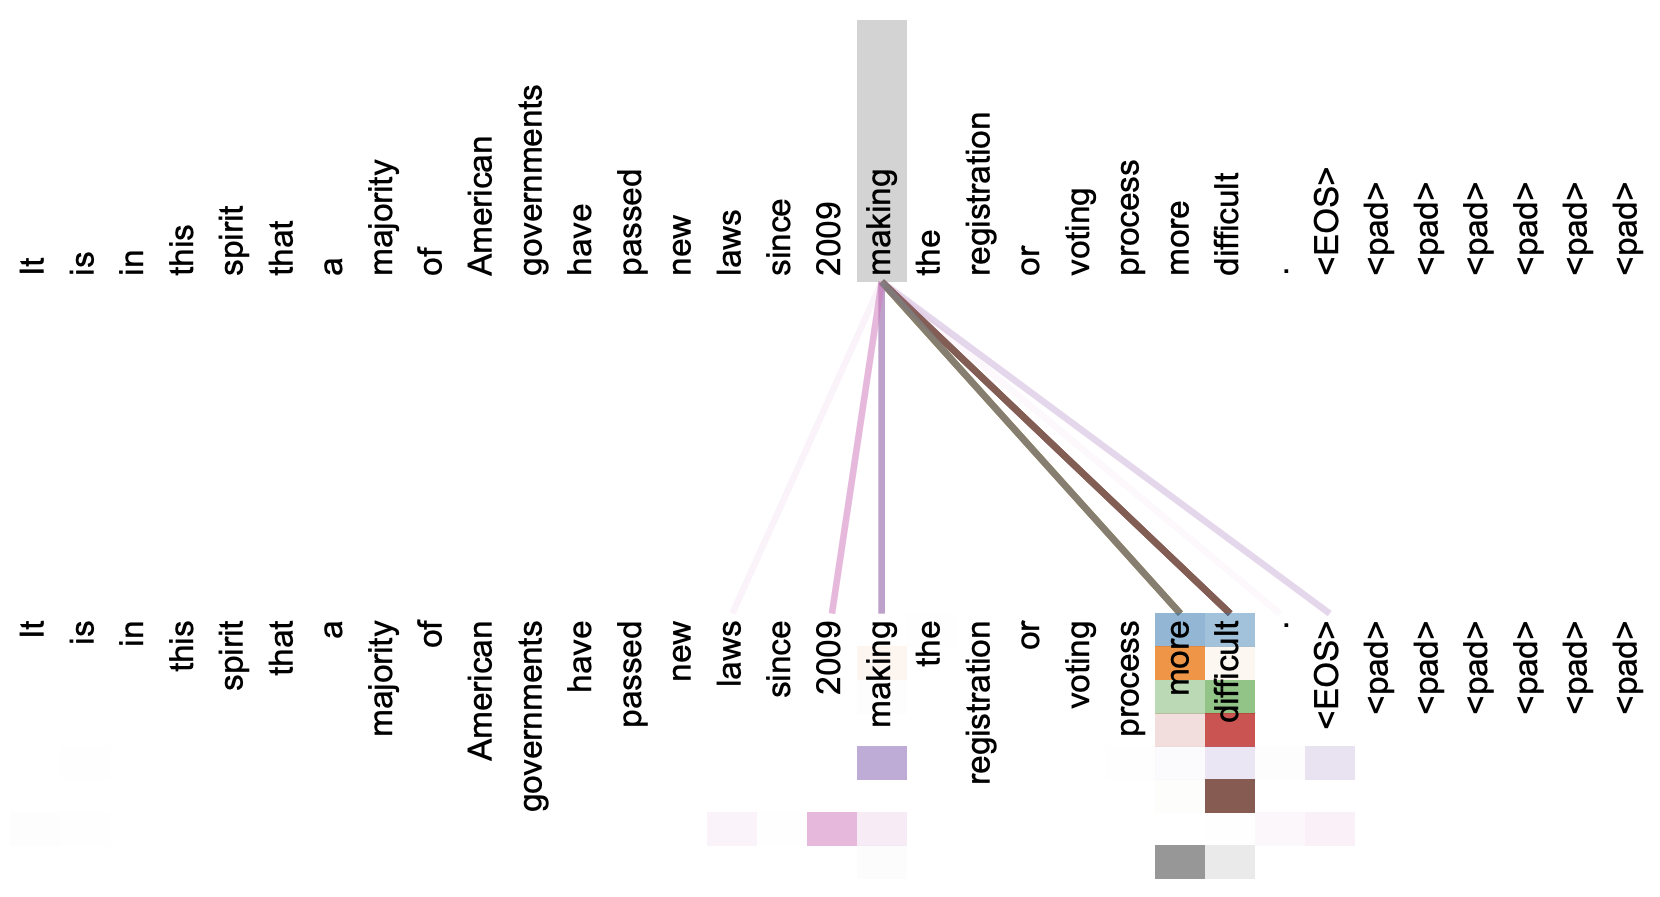 It is in this spirit that a majority of American governments have passed new laws since 2009 making the registration or voting process more difficult . <EOS> <pad> <pad> <pad> <pad> <pad> <pad>
It is in this spirit that a majority of American governments have passed new laws since 2009 making the registration or voting process more difficult . <EOS> <pad> <pad> <pad> <pad> <pad> <pad>